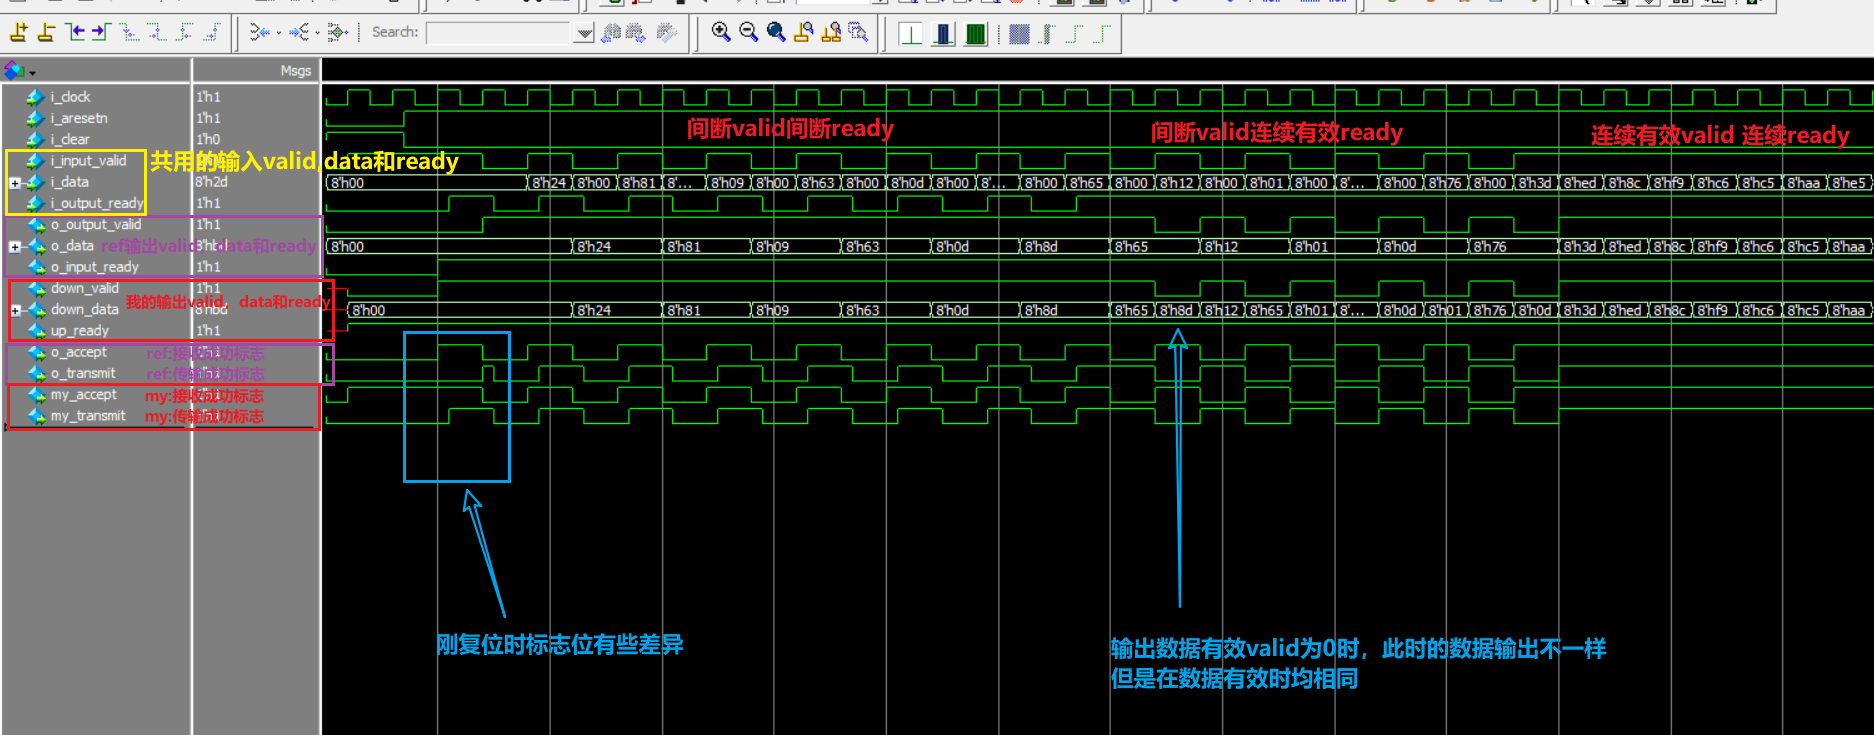 Search:
Msgs
i_clock 1'h1
i_aresetn 1'h1
i_clear 1'h0
i_input_valid
i_data 8'h2d
i_output_ready 1'h1
o_output_valid 1'h1
o_data
o_input_ready 1'h1
down_valid 1'h1
down_data
up_ready 1'h1
o_accept
o_transmit
my_accept
my_transmit
共用的输入valid,data和ready
ref输出valid、data和ready
我的输出valid、data和ready
ref:接收成功标志
ref:传输成功标志
my:接收成功标志
my:传输成功标志
间断valid间断ready
间断valid连续有效ready
连续有效valid 连续ready
8'h00 8'h24 8'h00 8'h81 8'... 8'h09 8'h00 8'h63 8'h00 8'h0d 8'h00 8'... 8'h00 8'h65 8'h00 8'h12 8'h00 8'h01 8'h00 8'... 8'h00 8'h76 8'h00 8'h3d 8'hed 8'h8c 8'hf9 8'hc6 8'hc5 8'haa 8'he5
8'h00 8'h24 8'h81 8'h09 8'h63 8'h0d 8'h8d 8'h65 8'h12 8'h01 8'h0d 8'h76 8'h3d 8'hed 8'h8c 8'hf9 8'hc6 8'hc5 8'haa
8'h00 8'h24 8'h81 8'h09 8'h63 8'h0d 8'h8d 8'h65 8'h8d 8'h12 8'h65 8'h01 8'... 8'h0d 8'h01 8'h76 8'h0d 8'h3d 8'hed 8'h8c 8'hf9 8'hc6 8'hc5 8'haa
刚复位时标志位有些差异
输出数据有效valid为0时，此时的数据输出不一样
但是在数据有效时均相同